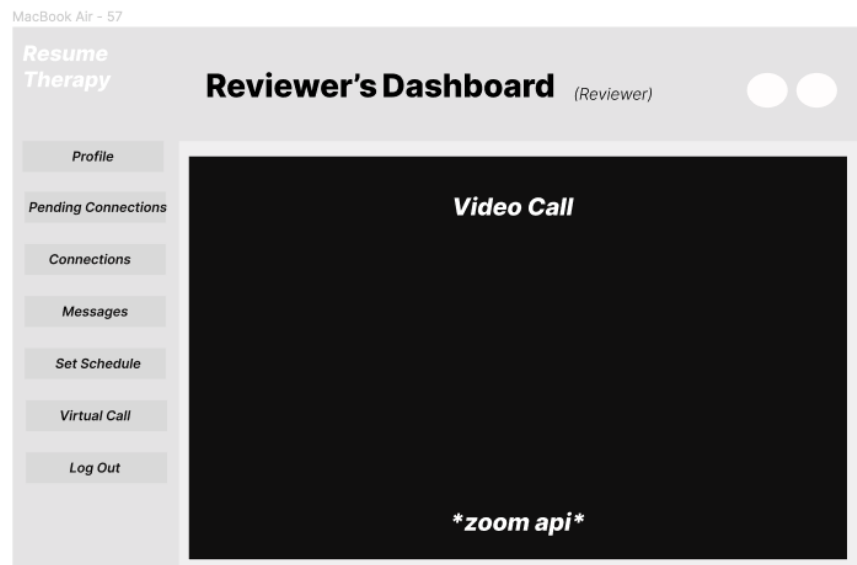 MacBook Air - 57
Resume
Therapy
Reviewer's Dashboard (Reviewer)
Profile
Pending Connections
Connections
Messages
Set Schedule
Virtual Call
Log Out
Video Call
*zoom api*